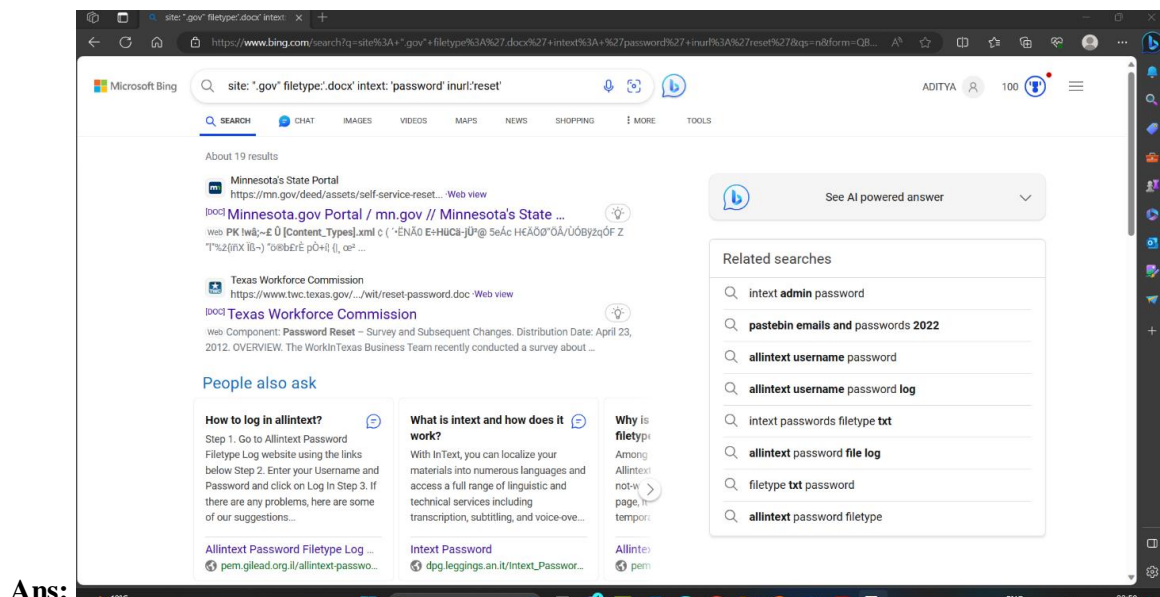 site: ".gov" filetype:'.docx' intext:
https://www.bing.com/search?q=site%3A+".gov"+filetype%3A%27.docx%27+intext%3A+%27password%27+inurl%3A%27reset%27&qs=n&form=QB...
Microsoft Bing
site: ".gov" filetype:'.docx' intext: 'password' inurl:'reset'
ADITYA
100
SEARCH CHAT IMAGES VIDEOS MAPS NEWS SHOPPING MORE TOOLS
About 19 results
Minnesota's State Portal
https://mn.gov/deed/assets/self-service-reset... ·Web view
[DOC] Minnesota.gov Portal / mn.gov // Minnesota's State ...
Web PK !wâ;~£ Û [Content_Types].xml
Texas Workforce Commission
https://www.twc.texas.gov/.../wit/reset-password.doc ·Web view
[DOC] Texas Workforce Commission
Web Component: Password Reset – Survey and Subsequent Changes. Distribution Date: April 23,
2012. OVERVIEW. The WorkInTexas Business Team recently conducted a survey about ...
People also ask
How to log in allintext?
Step 1. Go to Allintext Password
Filetype Log website using the links
below Step 2. Enter your Username and
Password and click on Log In Step 3. If
there are any problems, here are some
of our suggestions...
Allintext Password Filetype Log ...
pem.gilead.org.il/allintext-passwo...
What is intext and how does it
work?
With InText, you can localize your
materials into numerous languages and
access a full range of linguistic and
technical services including
transcription, subtitling, and voice-ove...
Intext Password
dpg.leggings.an.it/Intext_Passwor...
Why is
filetype
Among
Allintext
not-w
page, i
tempor
Allintex
pem
See AI powered answer
Related searches
intext admin password
pastebin emails and passwords 2022
allintext username password
allintext username password log
intext passwords filetype txt
allintext password file log
filetype txt password
allintext password filetype
Ans: